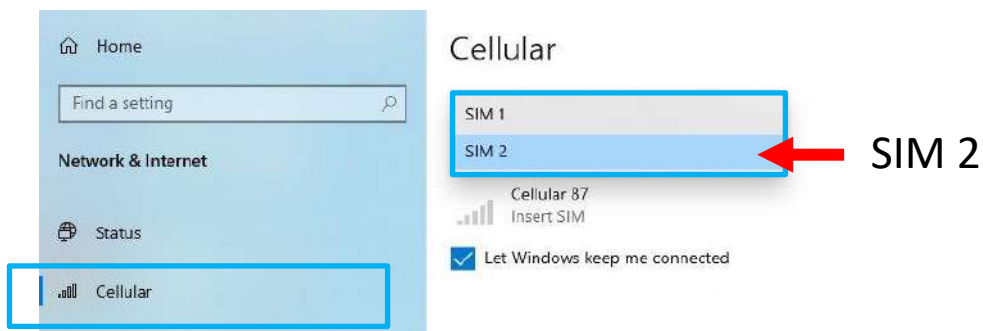 Home
Find a setting
Network & Internet
Status
Cellular
Cellular
SIM 1
SIM 2
SIM 2
Cellular 87
Insert SIM
Let Windows keep me connected